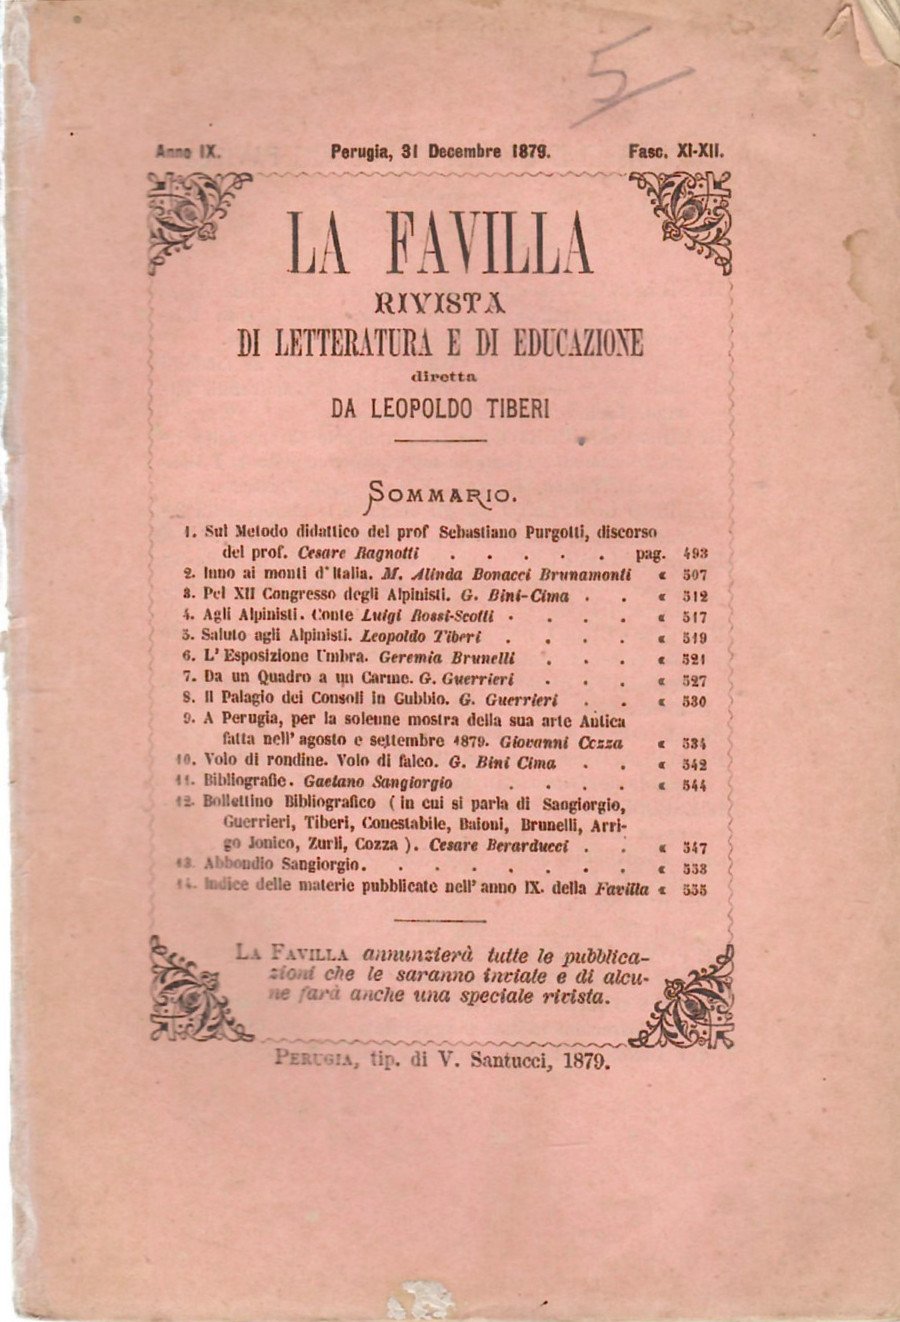 5
Anno IX. Perugia, 31 Decembre 1879. Fasc. XI-XII.
LA FAVILLA
RIVISTA
DI LETTERATURA E DI EDUCAZIONE
diretta
DA LEOPOLDO TIBERI
SOMMARIO.
1. Sul Metodo didattico del prof Sebastiano Purgotti, discorso
del prof. Cesare Ragnotti . . . . . pag. 493
2. Inno ai monti d'Italia. M. Alinda Bonacci Brunamonti « 507
3. Pel XII Congresso degli Alpinisti. G. Bini-Cima . . « 512
4. Agli Alpinisti. Conte Luigi Rossi-Scotti . . . . « 517
5. Saluto agli Alpinisti. Leopoldo Tiberi . . . . « 519
6. L'Esposizione Umbra. Geremia Brunelli . . . « 521
7. Da un Quadro a un Carme. G. Guerrieri . . . « 527
8. Il Palagio dei Consoli in Gubbio. G. Guerrieri . . « 530
9. A Perugia, per la solenne mostra della sua arte Antica
fatta nell'agosto e settembre 1879. Giovanni Cozza « 534
10. Volo di rondine. Volo di falco. G. Bini Cima . . « 542
11. Bibliografie. Gaetano Sangiorgio . . . . « 544
12. Bollettino Bibliografico (in cui si parla di Sangiorgio,
Guerrieri, Tiberi, Conestabile, Baioni, Brunelli, Arri-
go Jonico, Zurli, Cozza). Cesare Berarducci . . « 547
13. Abbondio Sangiorgio. . . . . . . . « 553
14. Indice delle materie pubblicate nell'anno IX. della Favilla « 555
LA FAVILLA annunzierà tutte le pubblica-
zioni che le saranno inviate e di alcu-
ne farà anche una speciale rivista.
PERUGIA, tip. di V. Santucci, 1879.